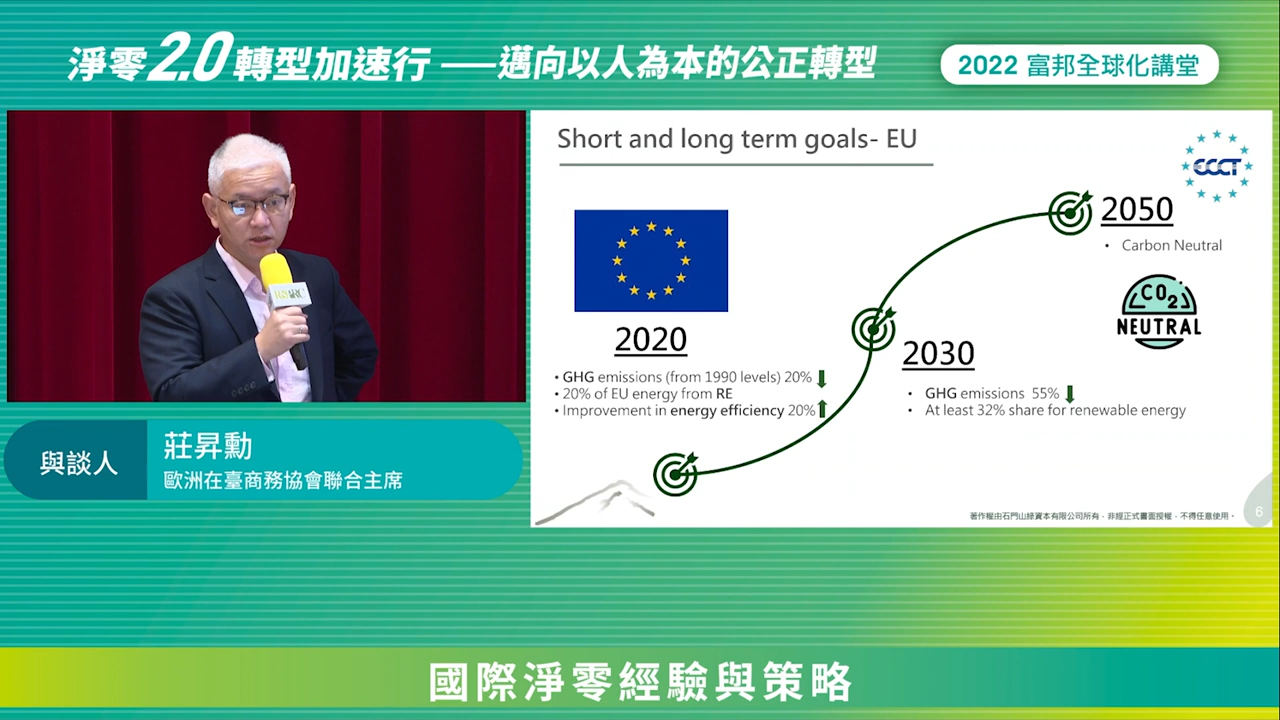 淨零2.0轉型加速行——邁向以人為本的公正轉型
2022 富邦全球化講堂
Short and long term goals- EU
ECCT
2050
• Carbon Neutral
CO₂
NEUTRAL
2020
• GHG emissions (from 1990 levels) 20%
• 20% of EU energy from RE
• Improvement in energy efficiency 20%
2030
• GHG emissions 55%
• At least 32% share for renewable energy
著作權由石門山綠資本有限公司所有，非經正式書面授權，不得任意使用。
6
與談人
莊昇勳
歐洲在臺商務協會聯合主席
國際淨零經驗與策略